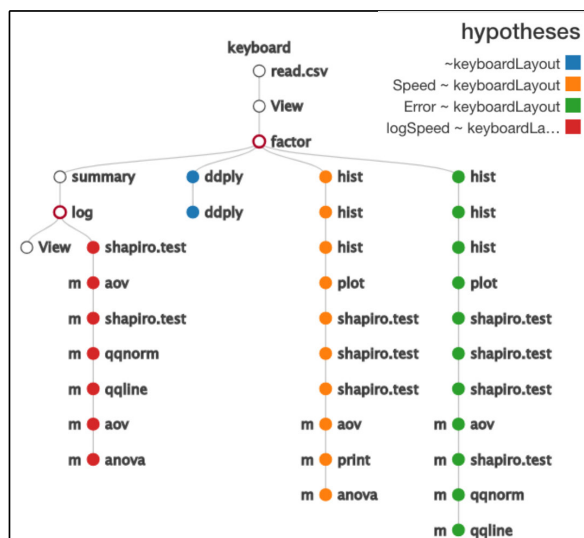 hypotheses
~keyboardLayout
Speed ~ keyboardLayout
Error ~ keyboardLayout
logSpeed ~ keyboardLa...
keyboard
read.csv
View
factor
summary ddply hist hist
log ddply hist hist
View shapiro.test hist hist
m aov plot plot
m shapiro.test shapiro.test shapiro.test
m qqnorm shapiro.test shapiro.test
m qqline shapiro.test shapiro.test
m aov m aov m aov
m anova m print m shapiro.test
m anova m qqnorm
m qqline